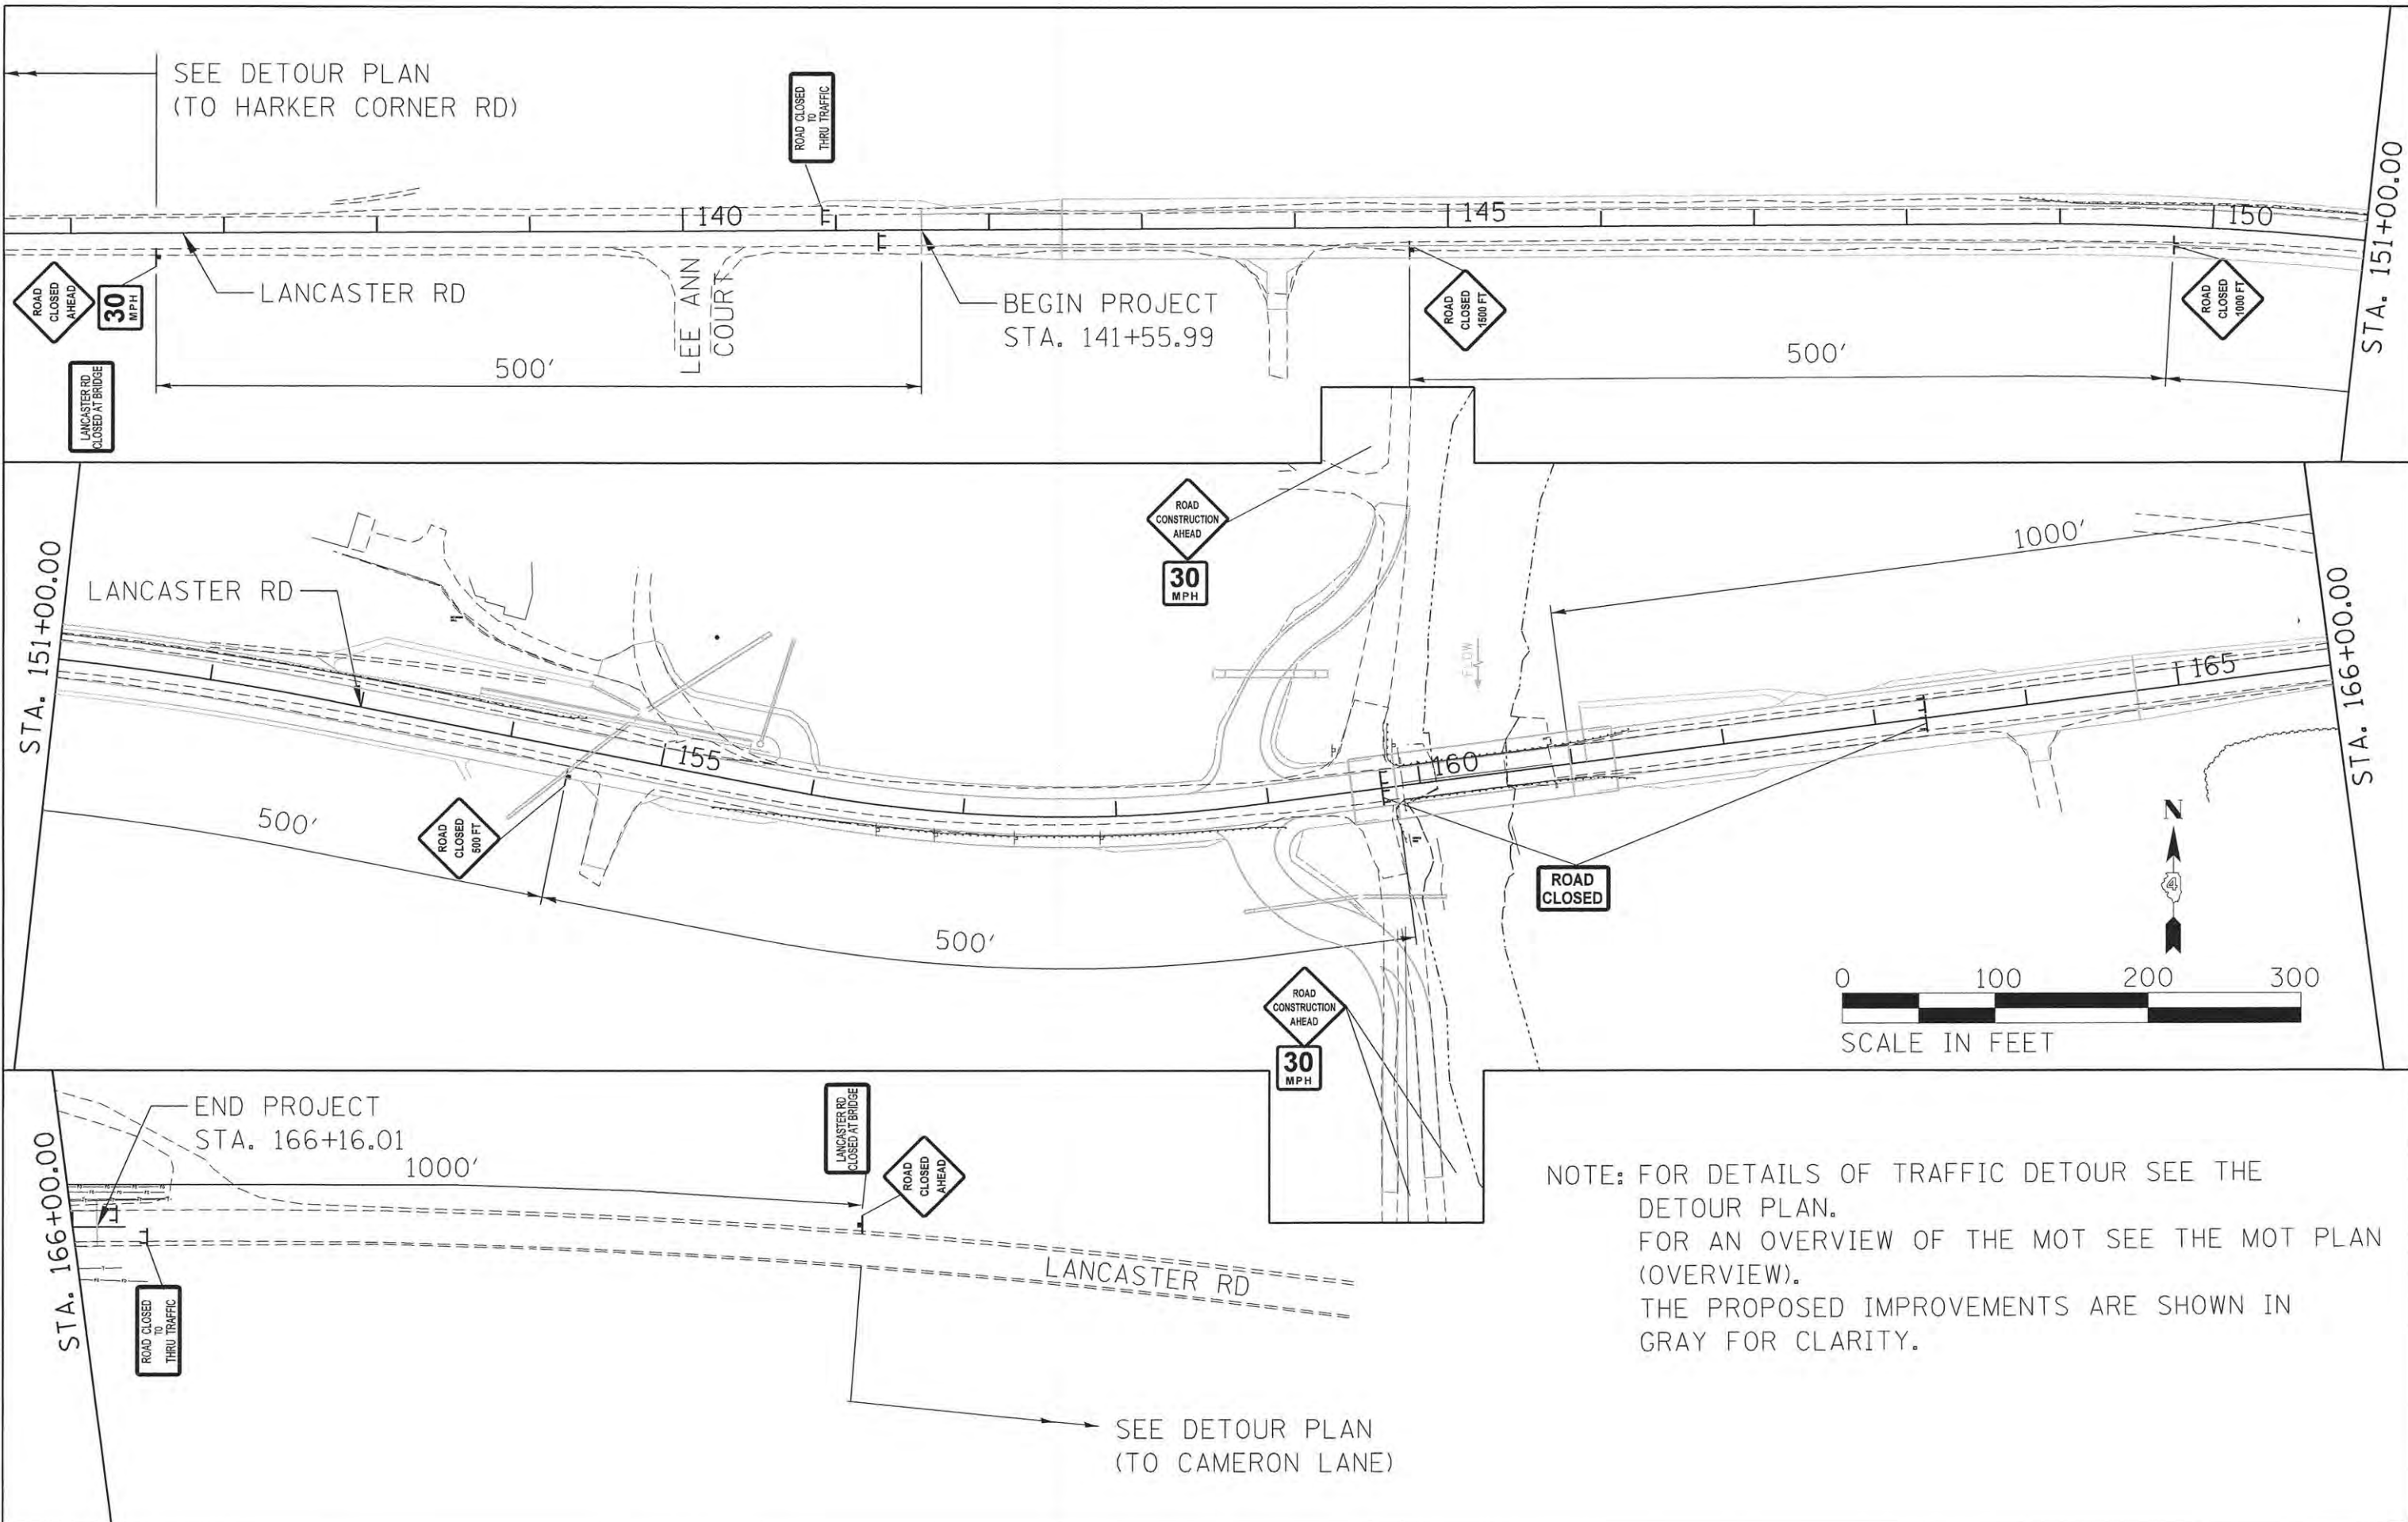 SEE DETOUR PLAN
(TO HARKER CORNER RD)
ROAD CLOSED
TO
THRU TRAFFIC
140
145
150
STA. 151+00.00
ROAD
CLOSED
AHEAD
30
MPH
LANCASTER RD
LEE ANN
COURT
BEGIN PROJECT
STA. 141+55.99
ROAD
CLOSED
1500 FT
ROAD
CLOSED
1000 FT
500'
500'
LANCASTER RD
CLOSED AT BRIDGE
STA. 151+00.00
LANCASTER RD
ROAD
CONSTRUCTION
AHEAD
30
MPH
1000'
FLOW
STA. 166+00.00
155
160
165
500'
ROAD
CLOSED
500 FT
500'
ROAD
CLOSED
N
4
ROAD
CONSTRUCTION
AHEAD
30
MPH
0 100 200 300
SCALE IN FEET
STA. 166+00.00
END PROJECT
STA. 166+16.01
1000'
LANCASTER RD
CLOSED AT BRIDGE
ROAD
CLOSED
AHEAD
LANCASTER RD
ROAD CLOSED
TO
THRU TRAFFIC
SEE DETOUR PLAN
(TO CAMERON LANE)
NOTE: FOR DETAILS OF TRAFFIC DETOUR SEE THE
DETOUR PLAN.
FOR AN OVERVIEW OF THE MOT SEE THE MOT PLAN
(OVERVIEW).
THE PROPOSED IMPROVEMENTS ARE SHOWN IN
GRAY FOR CLARITY.